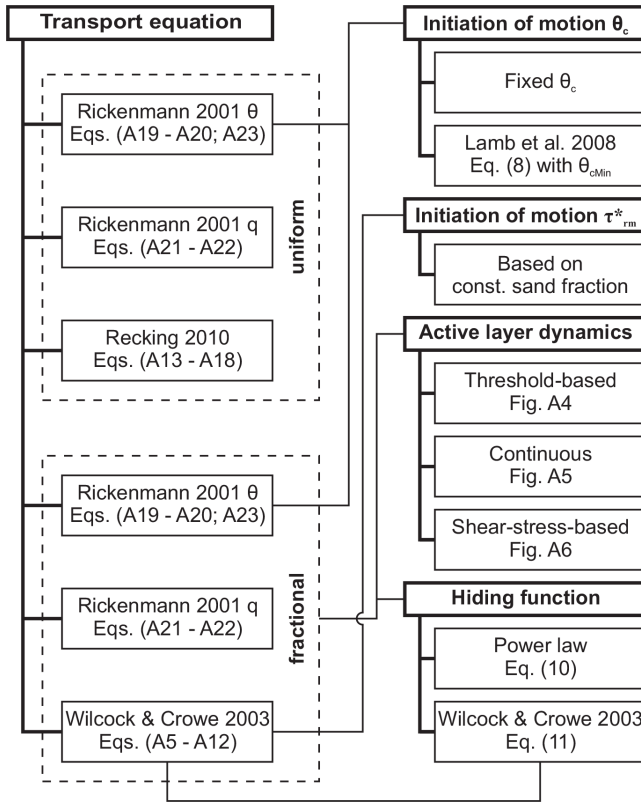 Transport equation
Rickenmann 2001 θ
Eqs. (A19 - A20; A23)
Rickenmann 2001 q
Eqs. (A21 - A22)
Recking 2010
Eqs. (A13 - A18)
uniform
Rickenmann 2001 θ
Eqs. (A19 - A20; A23)
Rickenmann 2001 q
Eqs. (A21 - A22)
Wilcock & Crowe 2003
Eqs. (A5 - A12)
fractional
Initiation of motion θc
Fixed θc
Lamb et al. 2008
Eq. (8) with θcMin
Initiation of motion τ*rm
Based on
const. sand fraction
Active layer dynamics
Threshold-based
Fig. A4
Continuous
Fig. A5
Shear-stress-based
Fig. A6
Hiding function
Power law
Eq. (10)
Wilcock & Crowe 2003
Eq. (11)